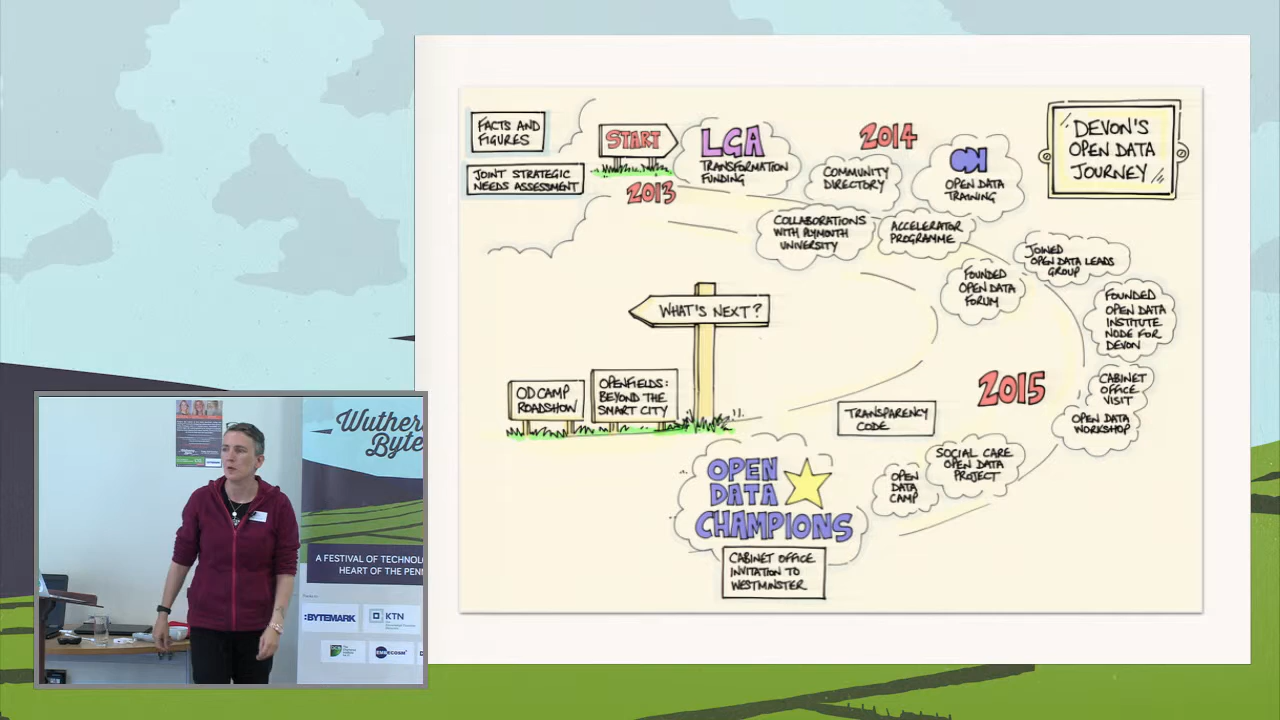 FACTS AND
FIGURES
JOINT STRATEGIC
NEEDS ASSESSMENT
START
2013
LGA
TRANSFORMATION
FUNDING
2014
COMMUNITY
DIRECTORY
OPEN DATA
TRAINING
DEVON'S
OPEN DATA
JOURNEY
COLLABORATIONS
WITH PLYMOUTH
UNIVERSITY
ACCELERATOR
PROGRAMME
JOINED
OPEN DATA LEADS
GROUP
FOUNDED
OPEN DATA
FORUM
FOUNDED
OPEN DATA
INSTITUTE
NODE FOR
DEVON
WHAT'S NEXT?
2015
CABINET
OFFICE
VISIT
OPEN DATA
WORKSHOP
OD CAMP
ROADSHOW
OPENFIELDS:
BEYOND THE
SMART CITY
TRANSPARENCY
CODE
SOCIAL CARE
OPEN DATA
PROJECT
OPEN
DATA
CAMP
OPEN
DATA
CHAMPIONS
CABINET OFFICE
INVITATION TO
WESTMINSTER
Wuther
Byte
A FESTIVAL OF TECHNOLO
HEART OF THE PENN
:BYTEMARK
KTN
EMBECOSM